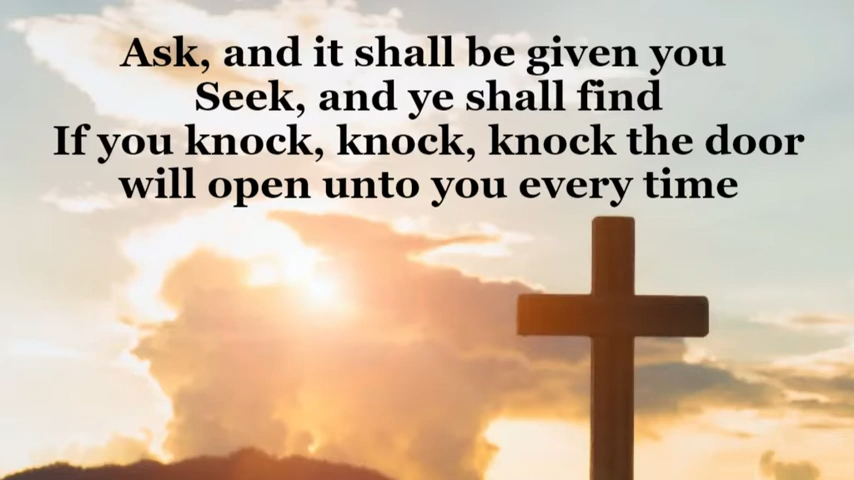 Ask, and it shall be given you
Seek, and ye shall find
If you knock, knock, knock the door
will open unto you every time